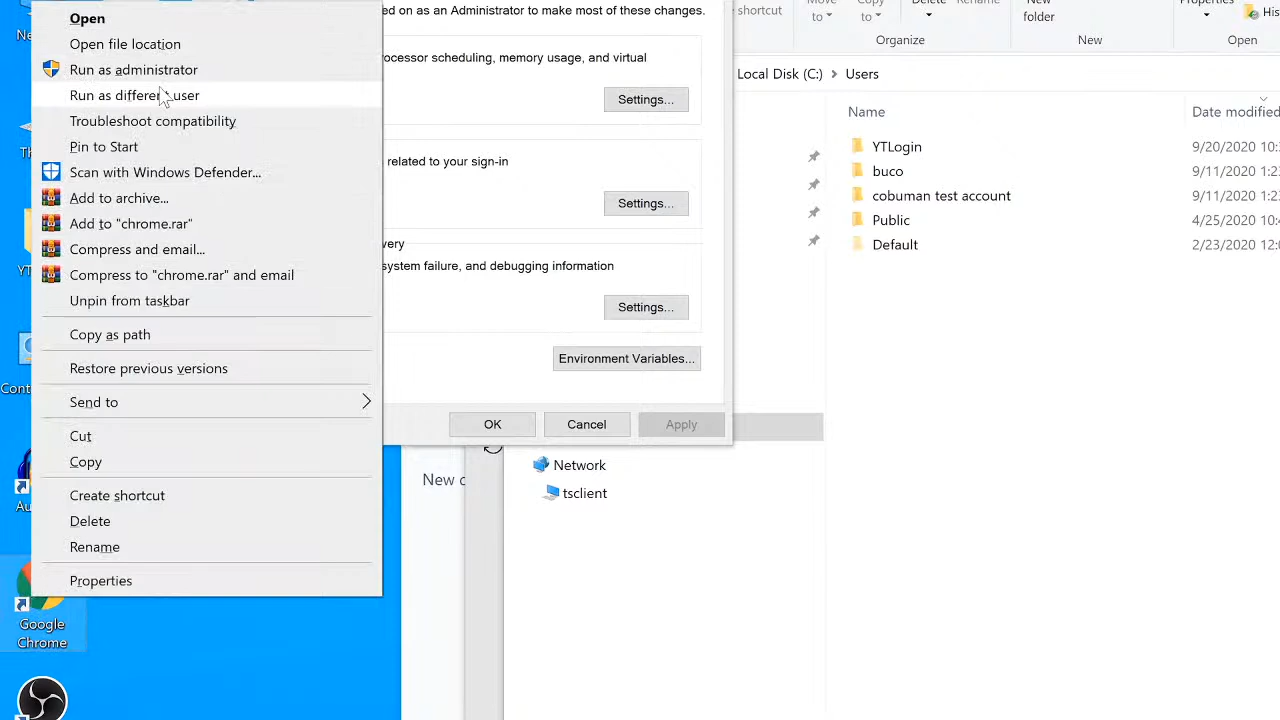 Open
Open file location
Run as administrator
Run as different user
Troubleshoot compatibility
Pin to Start
Scan with Windows Defender...
Add to archive...
Add to "chrome.rar"
Compress and email...
Compress to "chrome.rar" and email
Unpin from taskbar
Copy as path
Restore previous versions
Send to
Cut
Copy
Create shortcut
Delete
Rename
Properties
Google
Chrome
ed on as an Administrator to make most of these changes.
rocessor scheduling, memory usage, and virtual
Settings...
related to your sign-in
Settings...
very
system failure, and debugging information
Settings...
Environment Variables...
OK Cancel Apply
New c
Network
tsclient
shortcut
Move
to
Copy
to
Delete
Rename
New
folder
Properties
His
Organize New Open
Local Disk (C:) Users
Name Date modified
YTLogin 9/20/2020 10:3
buco 9/11/2020 1:23
cobuman test account 9/11/2020 1:23
Public 4/25/2020 10:4
Default 2/23/2020 12:0